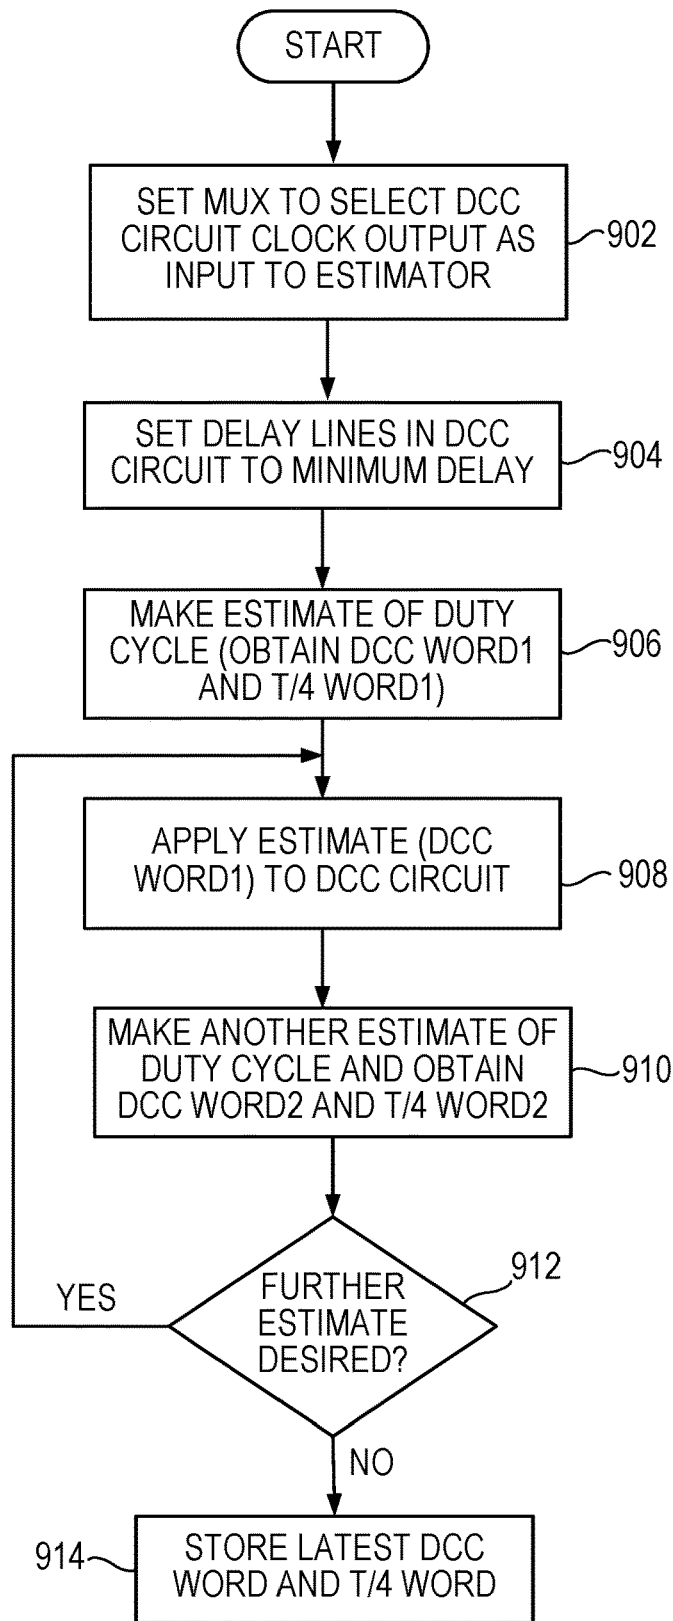 START
SET MUX TO SELECT DCC
CIRCUIT CLOCK OUTPUT AS
INPUT TO ESTIMATOR
902
SET DELAY LINES IN DCC
CIRCUIT TO MINIMUM DELAY
904
MAKE ESTIMATE OF DUTY
CYCLE (OBTAIN DCC WORD1
AND T/4 WORD1)
906
APPLY ESTIMATE (DCC
WORD1) TO DCC CIRCUIT
908
MAKE ANOTHER ESTIMATE OF
DUTY CYCLE AND OBTAIN
DCC WORD2 AND T/4 WORD2
910
912
YES
FURTHER
ESTIMATE
DESIRED?
NO
914
STORE LATEST DCC
WORD AND T/4 WORD